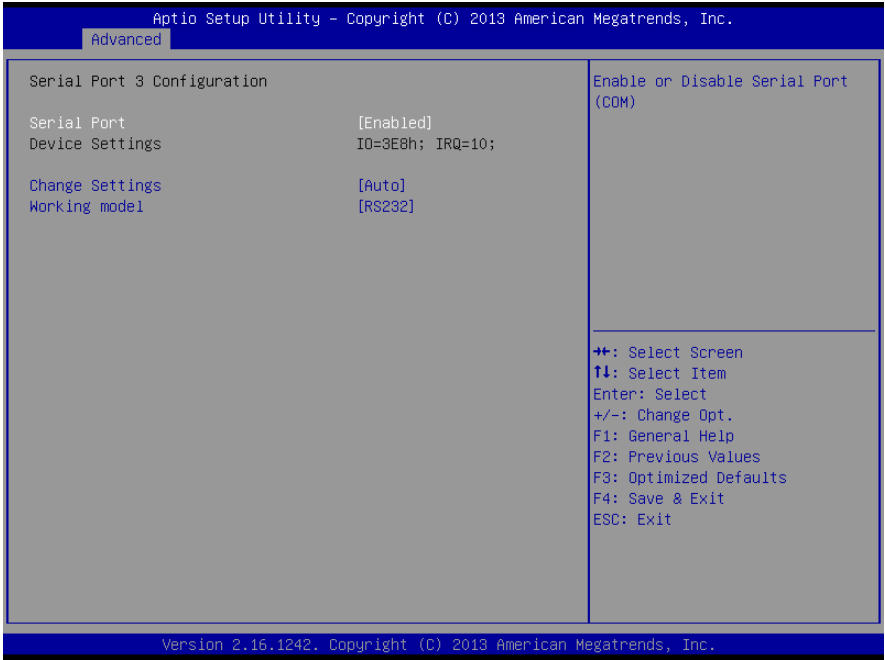 Aptio Setup Utility – Copyright (C) 2013 American Megatrends, Inc.
Advanced
Serial Port 3 Configuration
Serial Port [Enabled]
Device Settings IO=3E8h; IRQ=10;
Change Settings [Auto]
Working model [RS232]
Enable or Disable Serial Port
(COM)
→←: Select Screen
↑↓: Select Item
Enter: Select
+/-: Change Opt.
F1: General Help
F2: Previous Values
F3: Optimized Defaults
F4: Save & Exit
ESC: Exit
Version 2.16.1242. Copyright (C) 2013 American Megatrends, Inc.